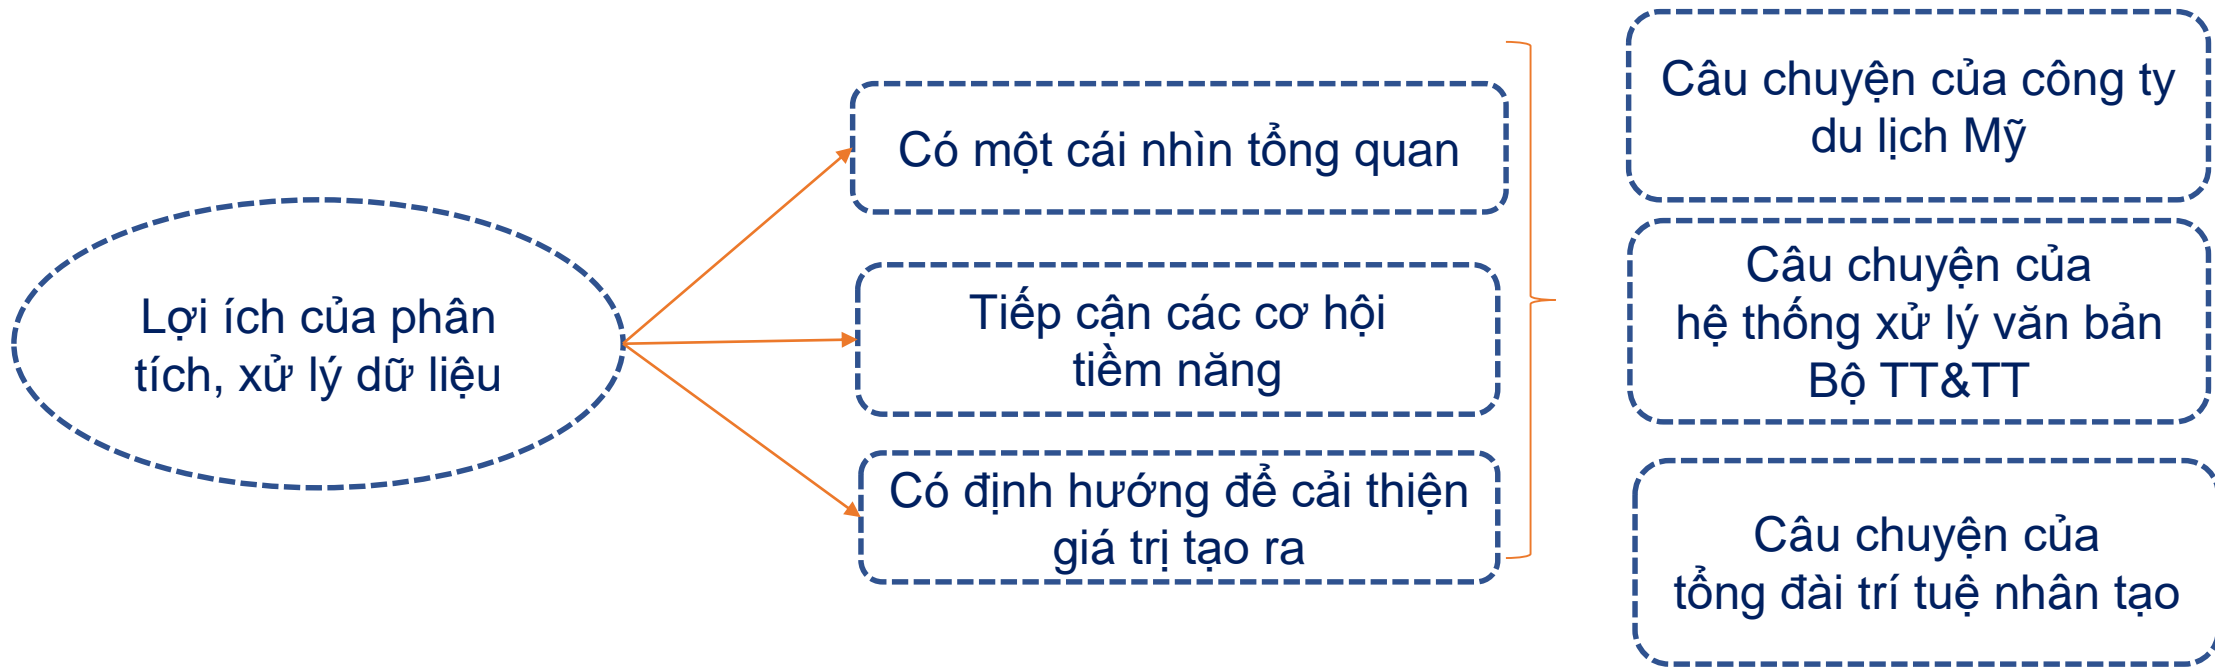 Lợi ích của phân
tích, xử lý dữ liệu
Có một cái nhìn tổng quan
Tiếp cận các cơ hội
tiềm năng
Có định hướng để cải thiện
giá trị tạo ra
Câu chuyện của công ty
du lịch Mỹ
Câu chuyện của
hệ thống xử lý văn bản
Bộ TT&TT
Câu chuyện của
tổng đài trí tuệ nhân tạo